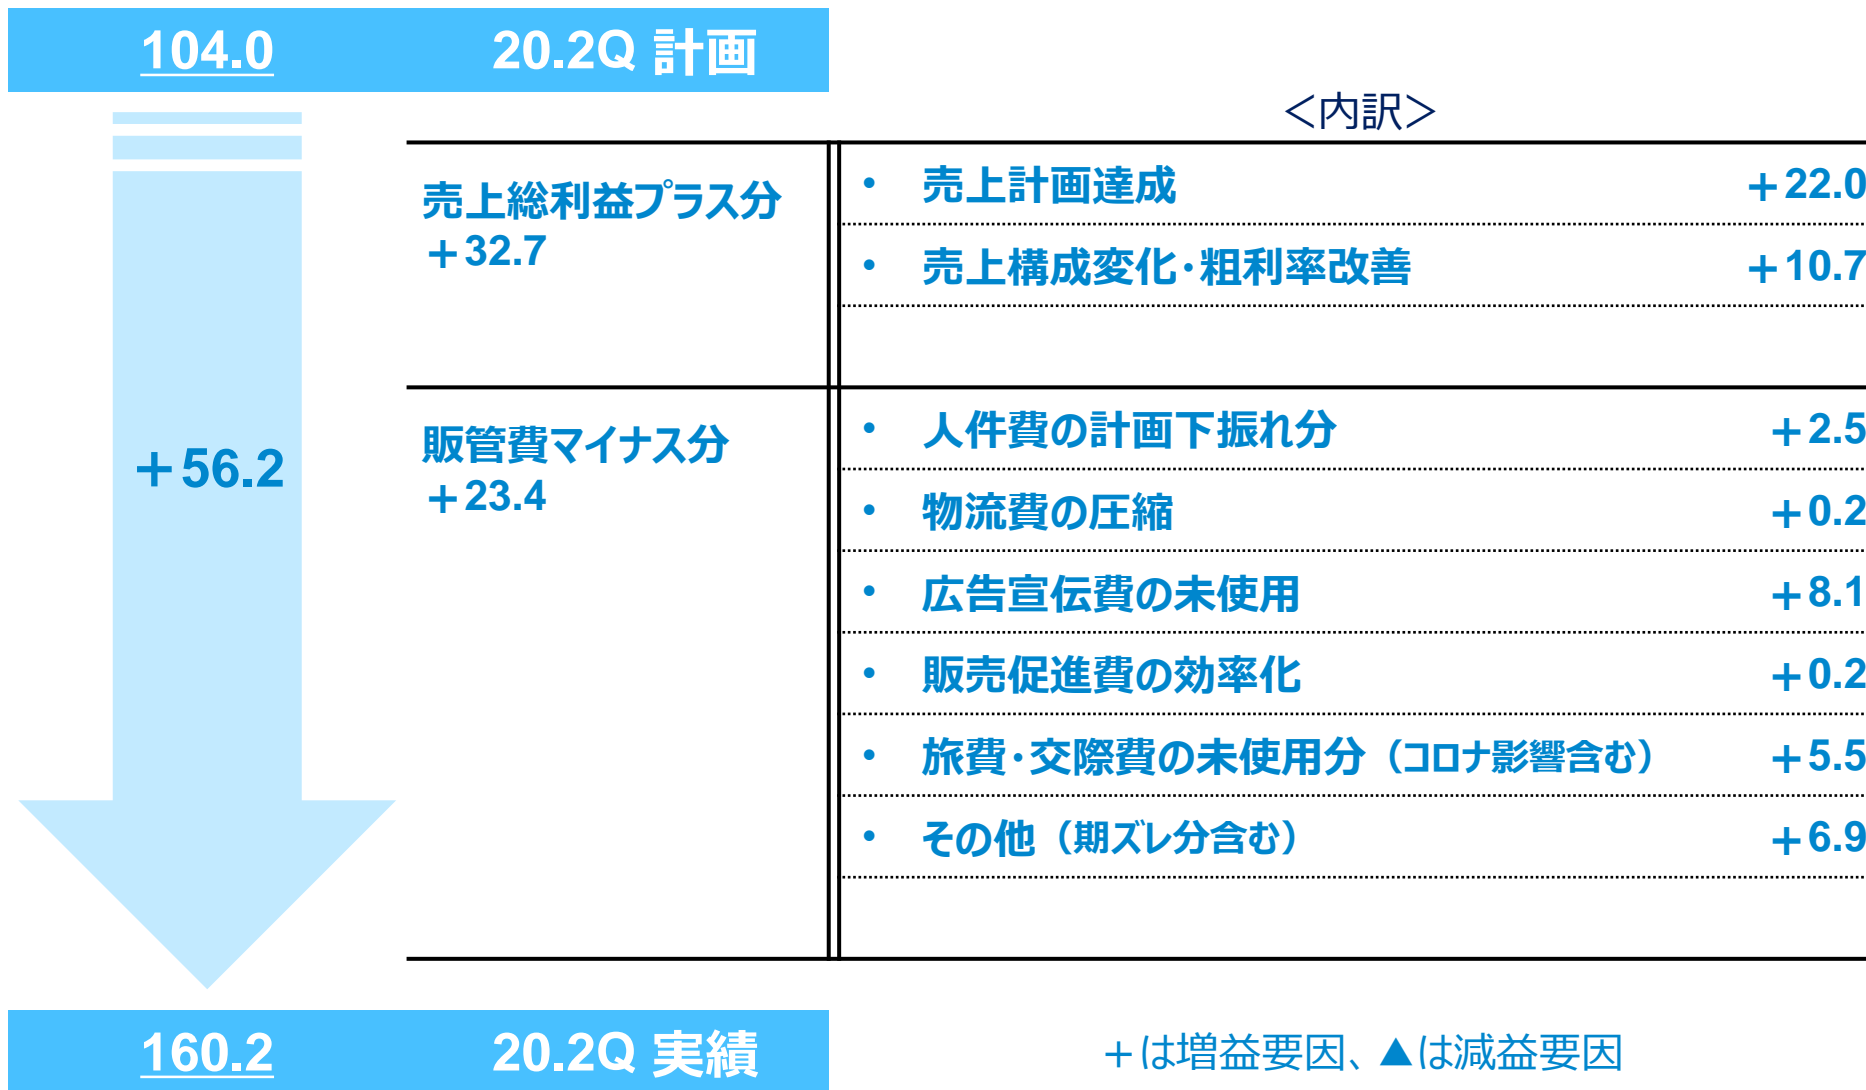 104.0 20.2Q 計画
＜内訳＞
売上総利益プラス分
＋32.7
• 売上計画達成 ＋22.0
• 売上構成変化・粗利率改善 ＋10.7
＋56.2
販管費マイナス分
＋23.4
• 人件費の計画下振れ分 ＋2.5
• 物流費の圧縮 ＋0.2
• 広告宣伝費の未使用 ＋8.1
• 販売促進費の効率化 ＋0.2
• 旅費・交際費の未使用分（コロナ影響含む） ＋5.5
• その他（期ズレ分含む） ＋6.9
160.2 20.2Q 実績
＋は増益要因、▲は減益要因